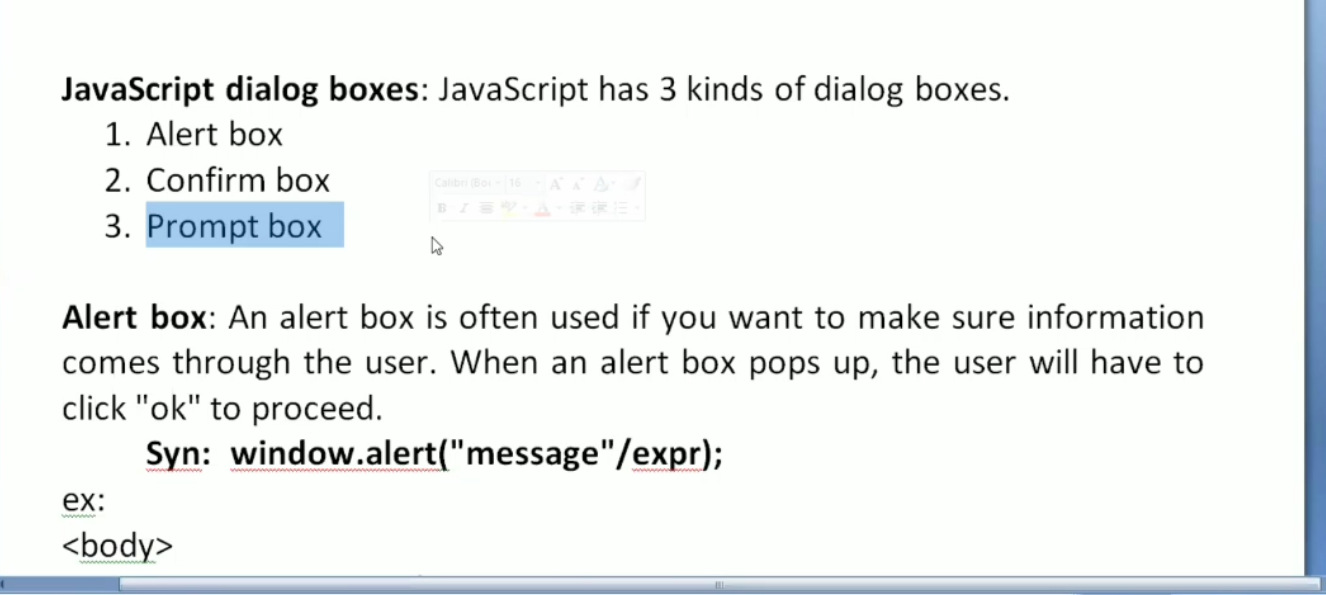 JavaScript dialog boxes: JavaScript has 3 kinds of dialog boxes.
1. Alert box
2. Confirm box
3. Prompt box
Calibri (Bo 16
Alert box: An alert box is often used if you want to make sure information
comes through the user. When an alert box pops up, the user will have to
click "ok" to proceed.
Syn: window.alert("message"/expr);
ex:
<body>